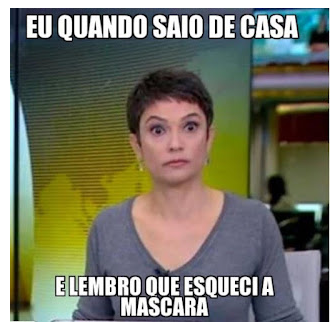 EU QUANDO SAIO DE CASA
E LEMBRO QUE ESQUECI A
MASCARA